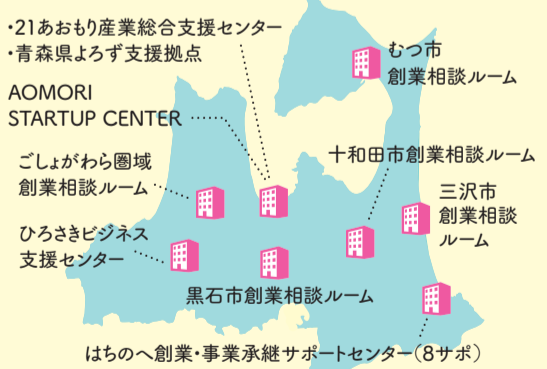 ・21あおもり産業総合支援センター
・青森県よろず支援拠点
AOMORI
STARTUP CENTER
ごしょがわら圏域
創業相談ルーム
ひろさきビジネス
支援センター
むつ市
創業相談ルーム
十和田市創業相談ルーム
三沢市
創業相談
ルーム
黒石市創業相談ルーム
はちのへ創業・事業承継サポートセンター(8サポ)